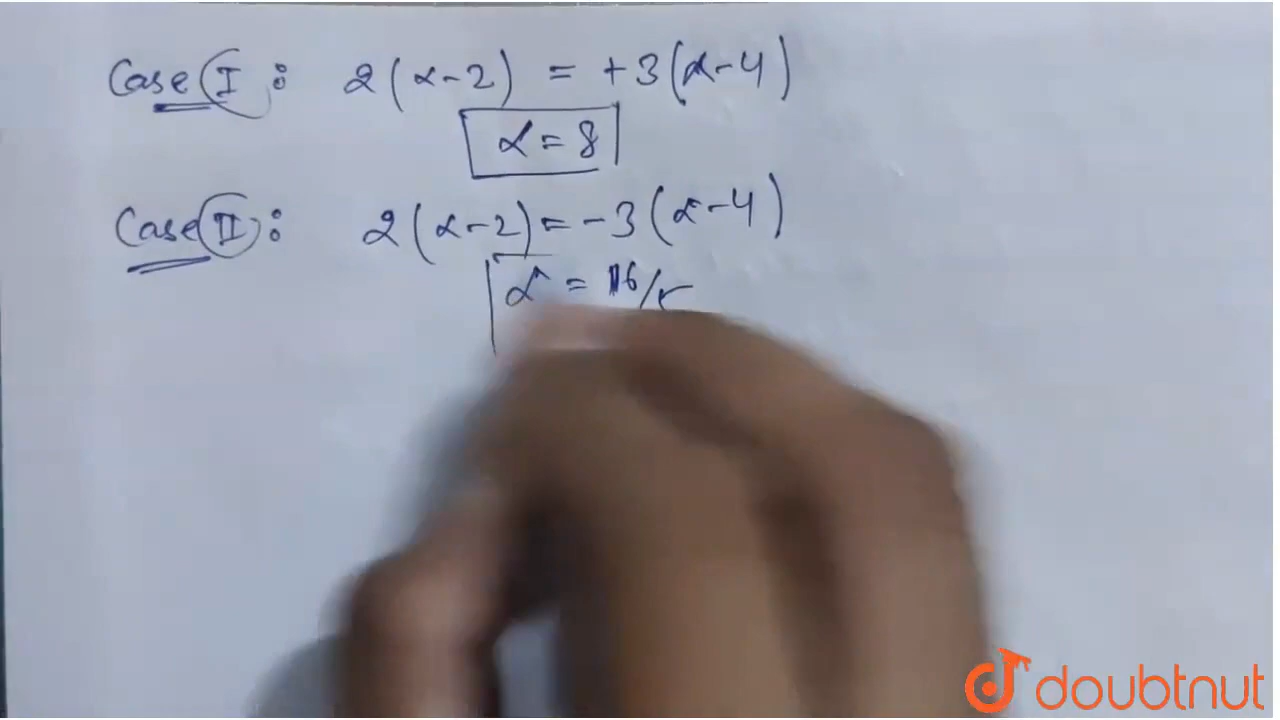 Case I : 2(α-2) = +3(α-4)
α = 8
Case II : 2(α-2) = -3(α-4)
α = 16/5
doubtnut